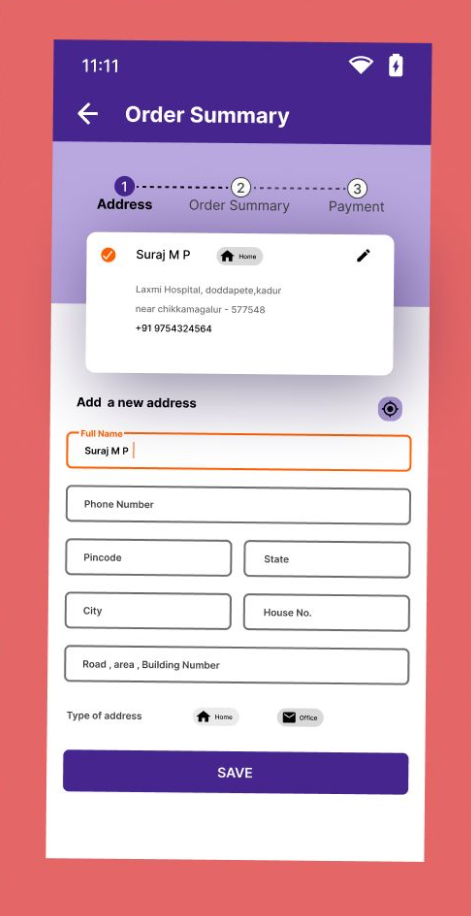 11:11
Order Summary
1 2 3
Address Order Summary Payment
Suraj M P Home
Laxmi Hospital, doddapete,kadur
near chikkamagalur - 577548
+91 9754324564
Add a new address
Full Name
Suraj M P
Phone Number
Pincode State
City House No.
Road , area , Building Number
Type of address Home Office
SAVE